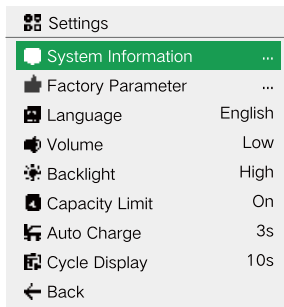 Settings
System Information ...
Factory Parameter ...
Language English
Volume Low
Backlight High
Capacity Limit On
Auto Charge 3s
Cycle Display 10s
Back